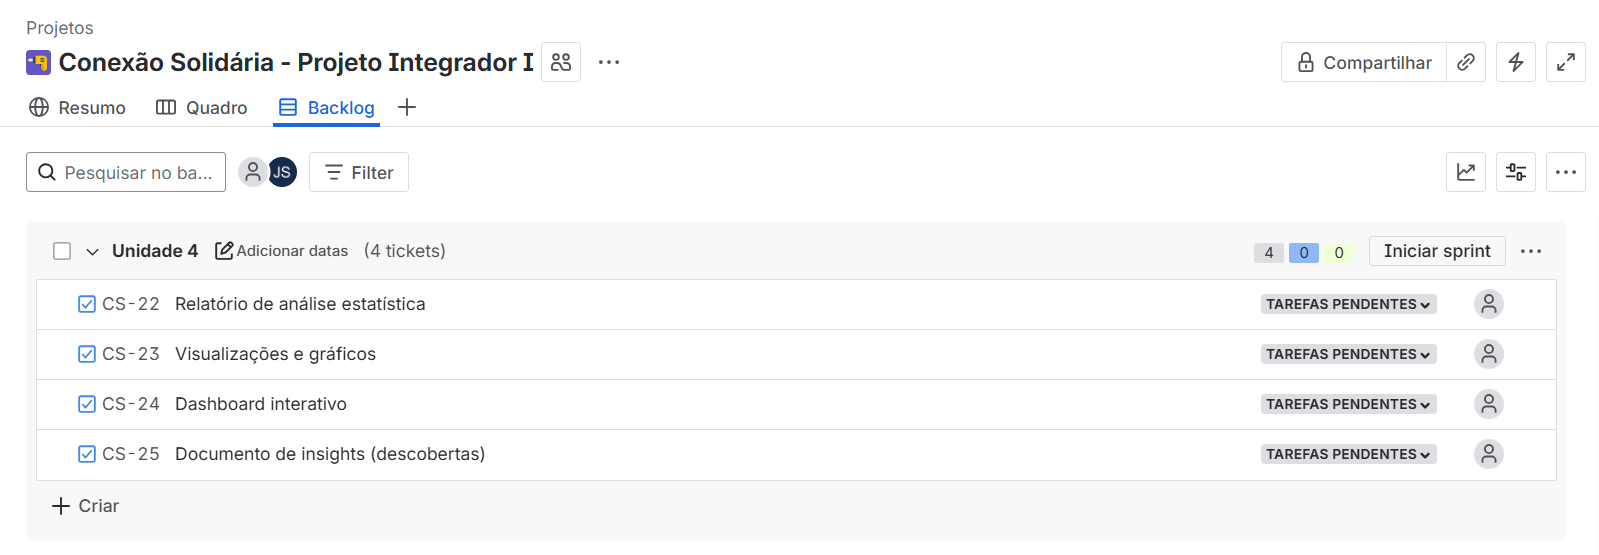 Projetos
Conexão Solidária - Projeto Integrador I
Compartilhar
Resumo Quadro Backlog
Pesquisar no ba... JS Filter
Unidade 4 Adicionar datas (4 tickets) 4 0 0 Iniciar sprint
CS-22 Relatório de análise estatística TAREFAS PENDENTES
CS-23 Visualizações e gráficos TAREFAS PENDENTES
CS-24 Dashboard interativo TAREFAS PENDENTES
CS-25 Documento de insights (descobertas) TAREFAS PENDENTES
Criar